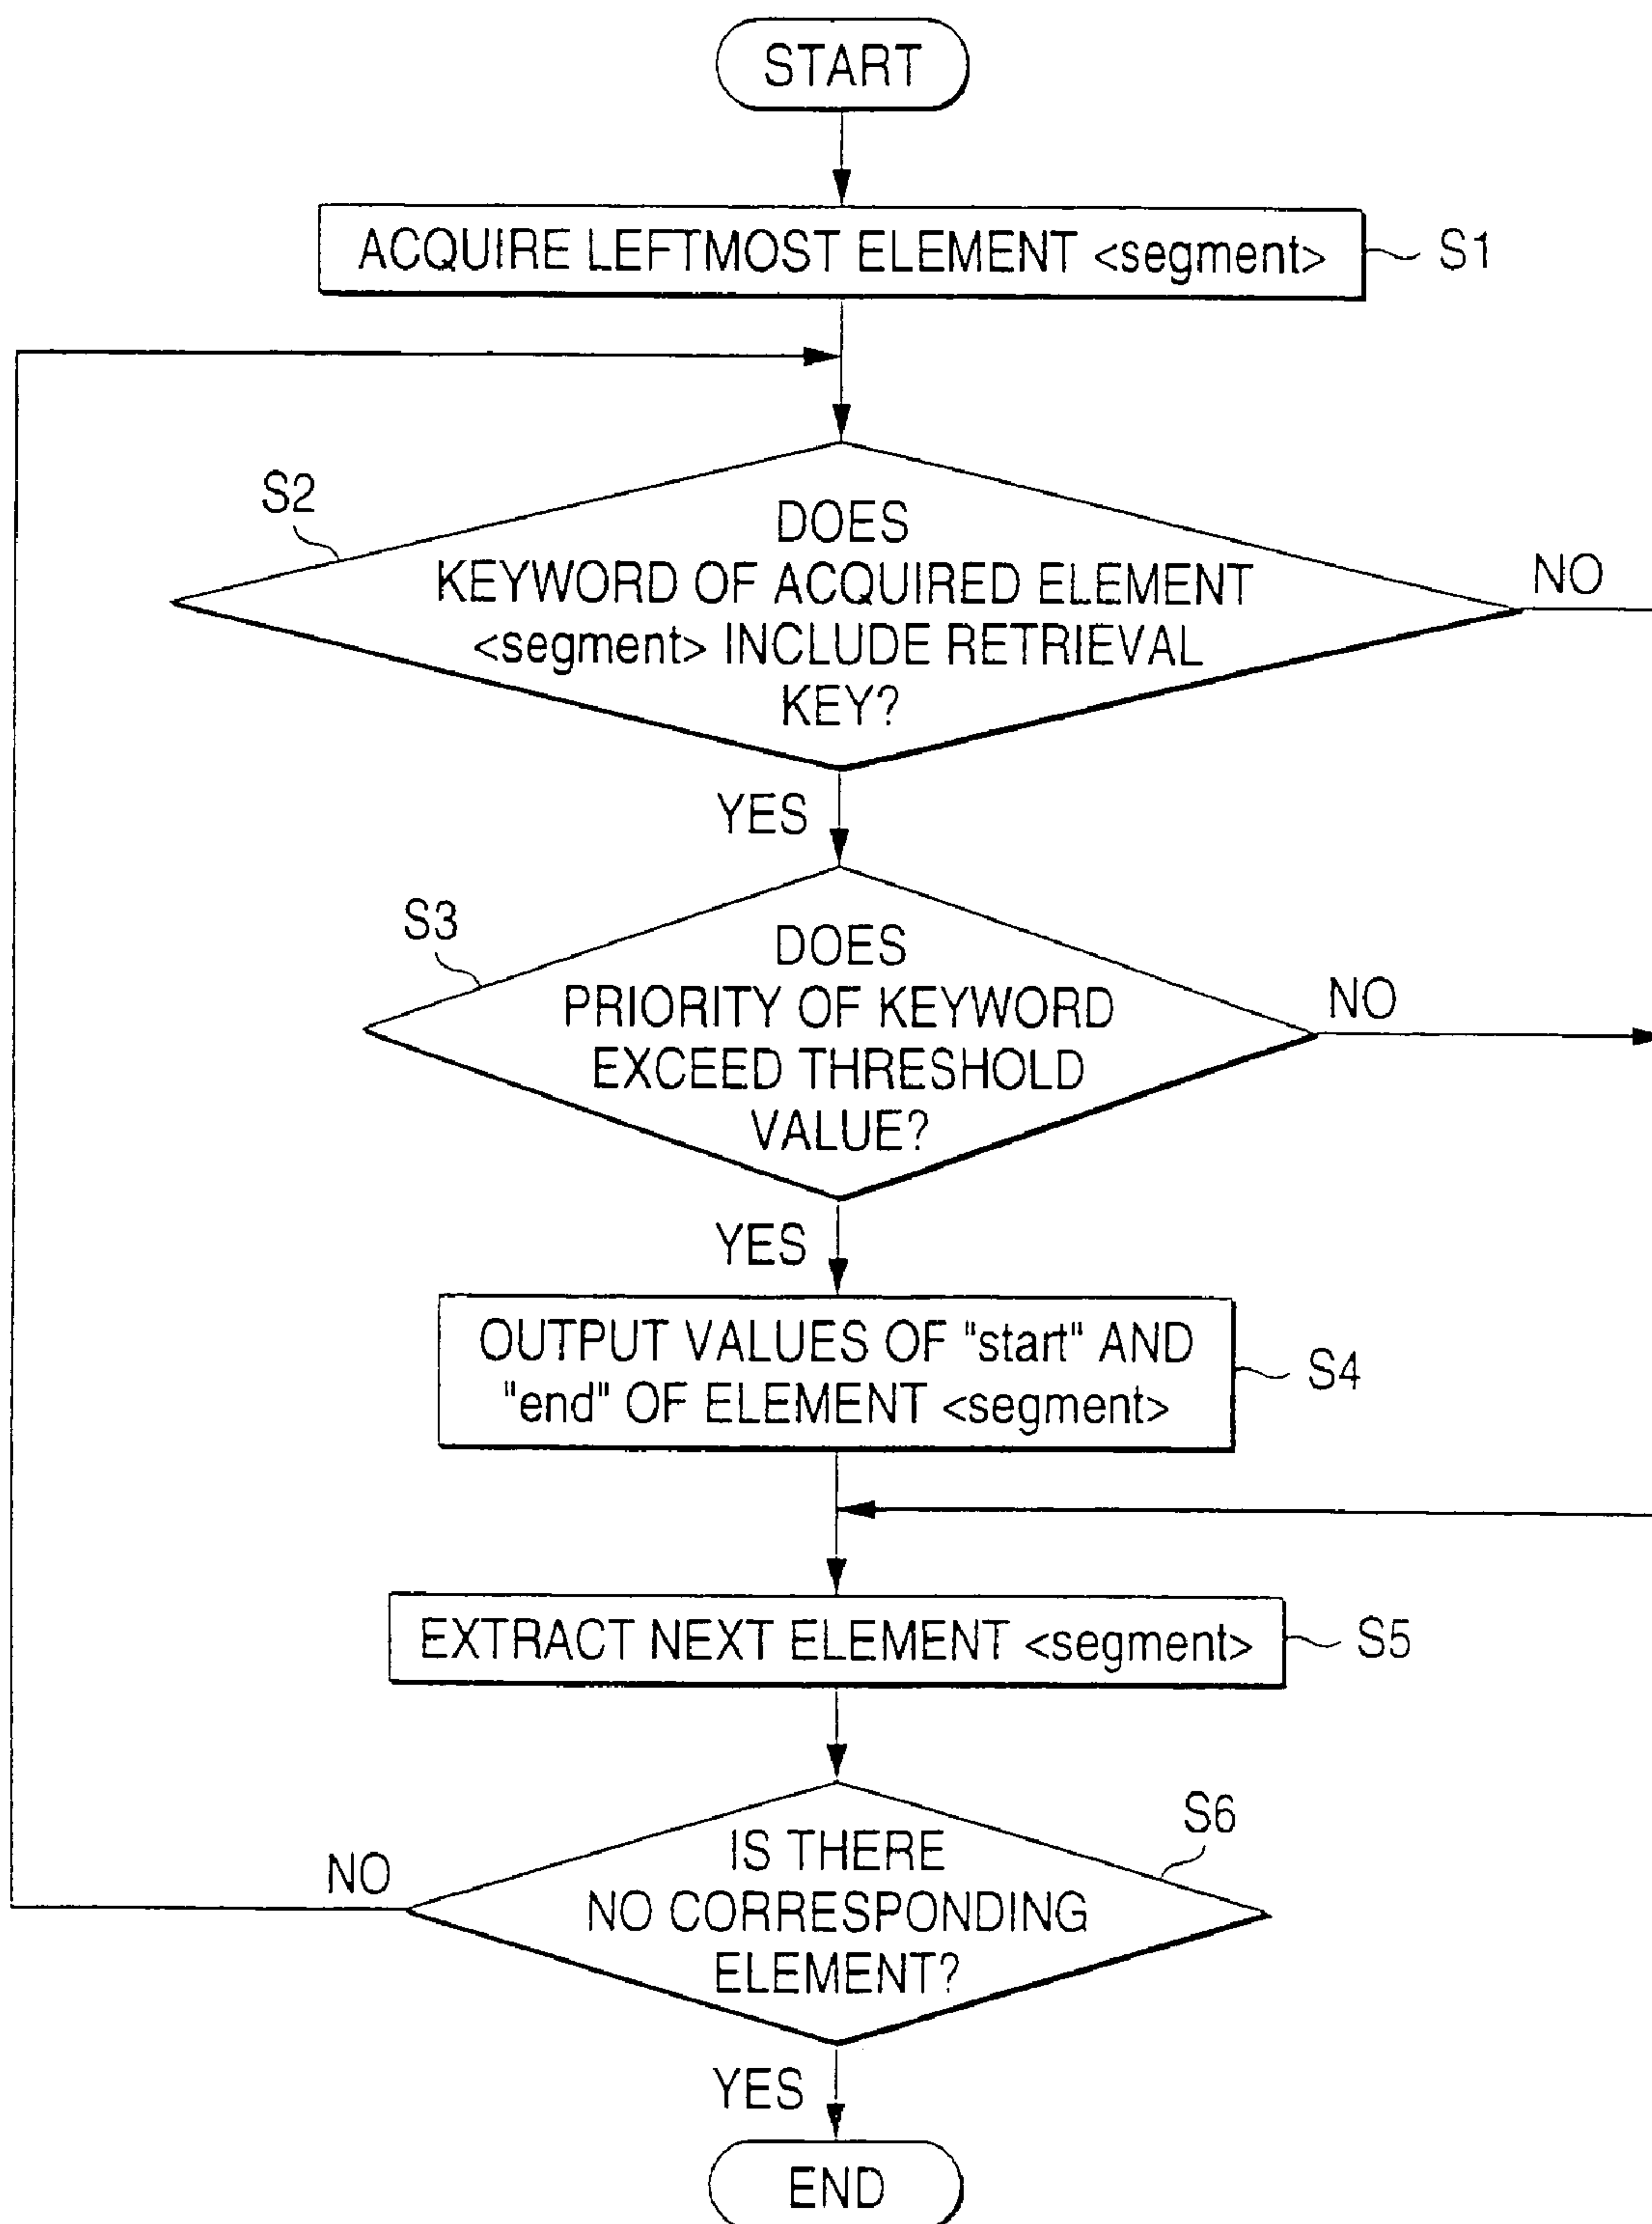 START
ACQUIRE LEFTMOST ELEMENT <segment>
S1
S2
DOES
KEYWORD OF ACQUIRED ELEMENT
<segment> INCLUDE RETRIEVAL
KEY?
NO
YES
S3
DOES
PRIORITY OF KEYWORD
EXCEED THRESHOLD
VALUE?
NO
YES
OUTPUT VALUES OF "start" AND
"end" OF ELEMENT <segment>
S4
EXTRACT NEXT ELEMENT <segment>
S5
S6
IS THERE
NO CORRESPONDING
ELEMENT?
NO
YES
END